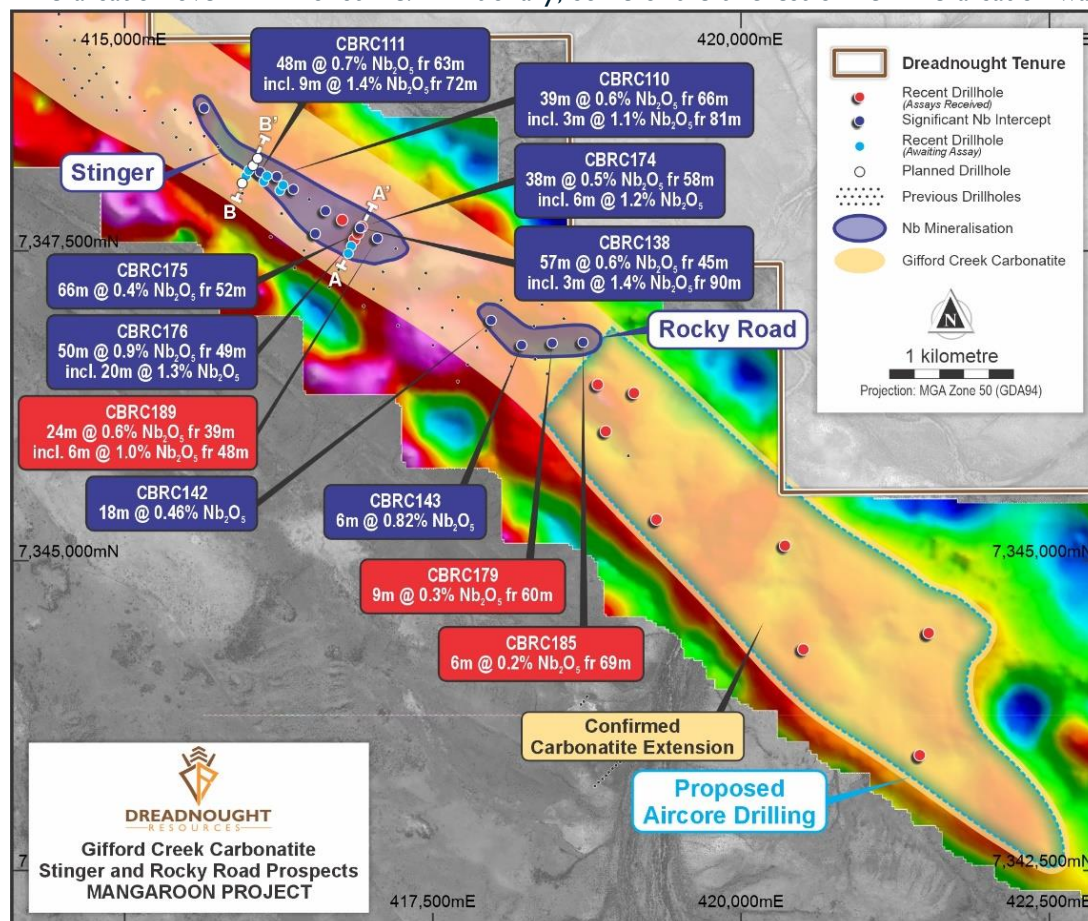 415,000mE
420,000mE
CBRC111
48m @ 0.7% Nb₂O₅ fr 63m
incl. 9m @ 1.4% Nb₂O₅ fr 72m
CBRC110
39m @ 0.6% Nb₂O₅ fr 66m
incl. 3m @ 1.1% Nb₂O₅ fr 81m
CBRC174
38m @ 0.5% Nb₂O₅ fr 58m
incl. 6m @ 1.2% Nb₂O₅
CBRC138
57m @ 0.6% Nb₂O₅ fr 45m
incl. 3m @ 1.4% Nb₂O₅ fr 90m
Stinger
B'
B
A'
A
7,347,500mN
CBRC175
66m @ 0.4% Nb₂O₅ fr 52m
CBRC176
50m @ 0.9% Nb₂O₅ fr 49m
incl. 20m @ 1.3% Nb₂O₅
CBRC189
24m @ 0.6% Nb₂O₅ fr 39m
incl. 6m @ 1.0% Nb₂O₅ fr 48m
CBRC142
18m @ 0.46% Nb₂O₅
CBRC143
6m @ 0.82% Nb₂O₅
CBRC179
9m @ 0.3% Nb₂O₅ fr 60m
CBRC185
6m @ 0.2% Nb₂O₅ fr 69m
Rocky Road
Dreadnought Tenure
Recent Drillhole
(Assays Received)
Significant Nb Intercept
Recent Drillhole
(Awaiting Assay)
Planned Drillhole
Previous Drillholes
Nb Mineralisation
Gifford Creek Carbonatite
N
1 kilometre
Projection: MGA Zone 50 (GDA94)
7,345,000mN
7,345,000mN
Confirmed
Carbonatite Extension
Proposed
Aircore Drilling
DREADNOUGHT
RESOURCES
Gifford Creek Carbonatite
Stinger and Rocky Road Prospects
MANGAROON PROJECT
7,342,500mN
417,500mE
420,000mE
422,500mE